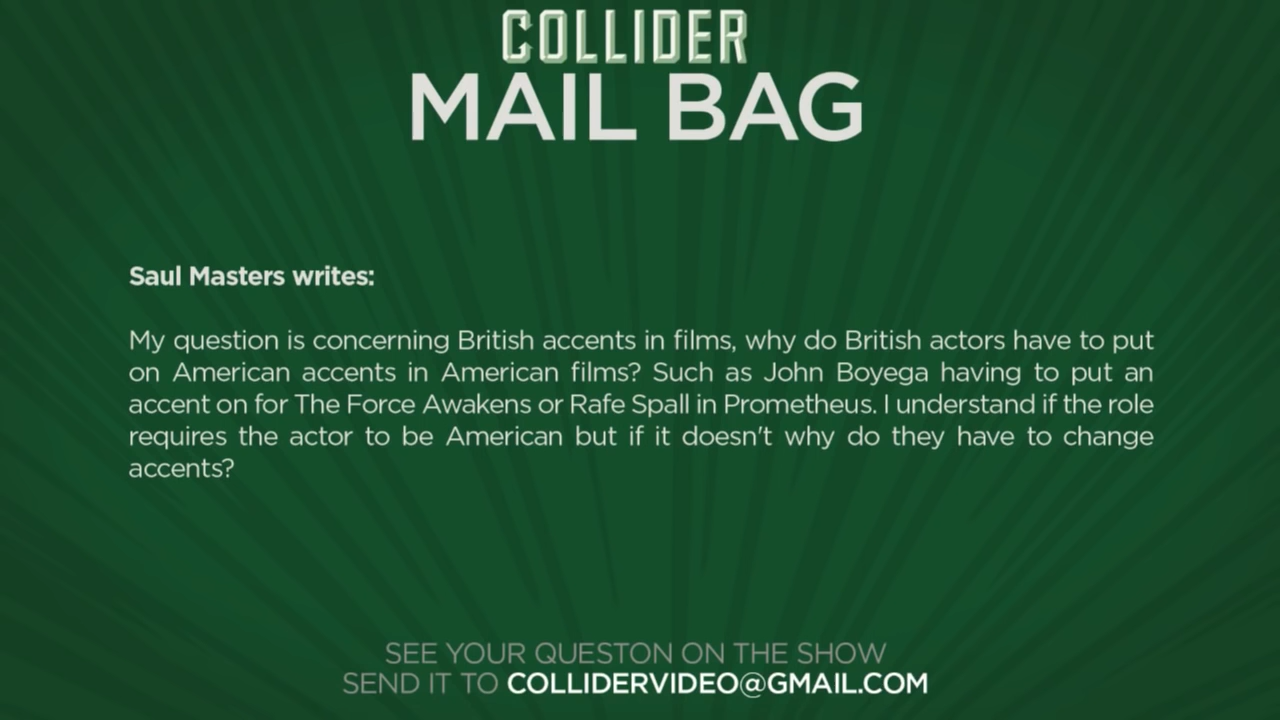 COLLIDER
MAIL BAG
Saul Masters writes:
My question is concerning British accents in films, why do British actors have to put
on American accents in American films? Such as John Boyega having to put an
accent on for The Force Awakens or Rafe Spall in Prometheus. I understand if the role
requires the actor to be American but if it doesn't why do they have to change
accents?
SEE YOUR QUESTON ON THE SHOW
SEND IT TO COLLIDERVIDEO@GMAIL.COM